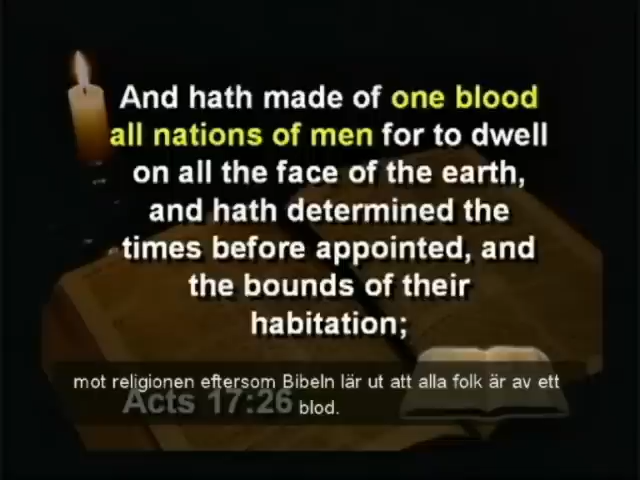 And hath made of one blood
all nations of men for to dwell
on all the face of the earth,
and hath determined the
times before appointed, and
the bounds of their
habitation;
mot religionen eftersom Bibeln lär ut att alla folk är av ett
blod.
Acts 17:26